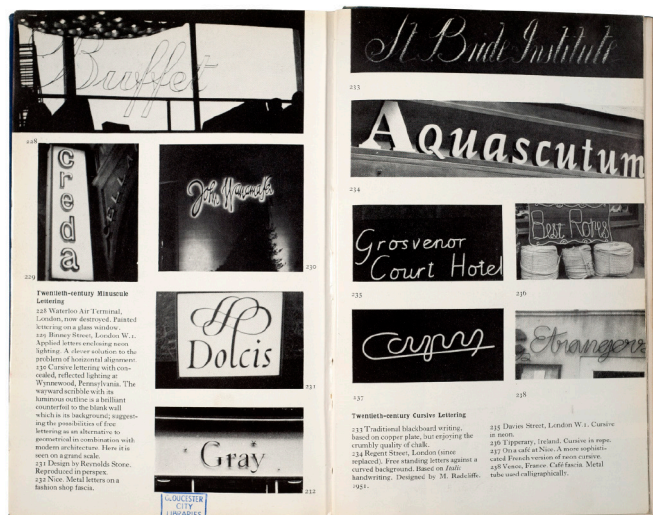 Buffet
228
creda
229
John Wanamaker
230
Dolcis
231
Gray
232
Twentieth-century Minuscule
Lettering
228 Waterloo Air Terminal,
London, now destroyed. Painted
lettering on a glass window.
229 Binney Street, London W.1.
Applied letters enclosing neon
lighting. A clever solution to the
problem of horizontal alignment.
230 Cursive lettering with con-
cealed, reflected lighting at
Wynnewood, Pennsylvania. The
wayward scribble with its
luminous outline is a brilliant
counterfoil to the blank wall
which is its background; suggest-
ing the possibilities of free
lettering as an alternative to
geometrical in combination with
modern architecture. Here it is
seen on a grand scale.
231 Design by Reynolds Stone.
Reproduced in perspex.
232 Nice. Metal letters on a
fashion shop fascia.
GLOUCESTER
CITY
LIBRARIES
St Bride Institute
233
Aquascutum
234
Grosvenor
Court Hotel
235
Best Ropes
236
237
Etrangers
238
Twentieth-century Cursive Lettering
233 Traditional blackboard writing,
based on copper plate, but enjoying the
crumbly quality of chalk.
234 Regent Street, London (since
replaced). Free standing letters against a
curved background. Based on Italic
handwriting. Designed by M. Radcliffe.
1951.
235 Davies Street, London W.1. Cursive
in neon.
236 Tipperary, Ireland. Cursive in rope.
237 Otra café at Nice. A more sophisti-
cated French version of neon cursive.
238 Vence, France. Café fascia. Metal
tube used calligraphically.